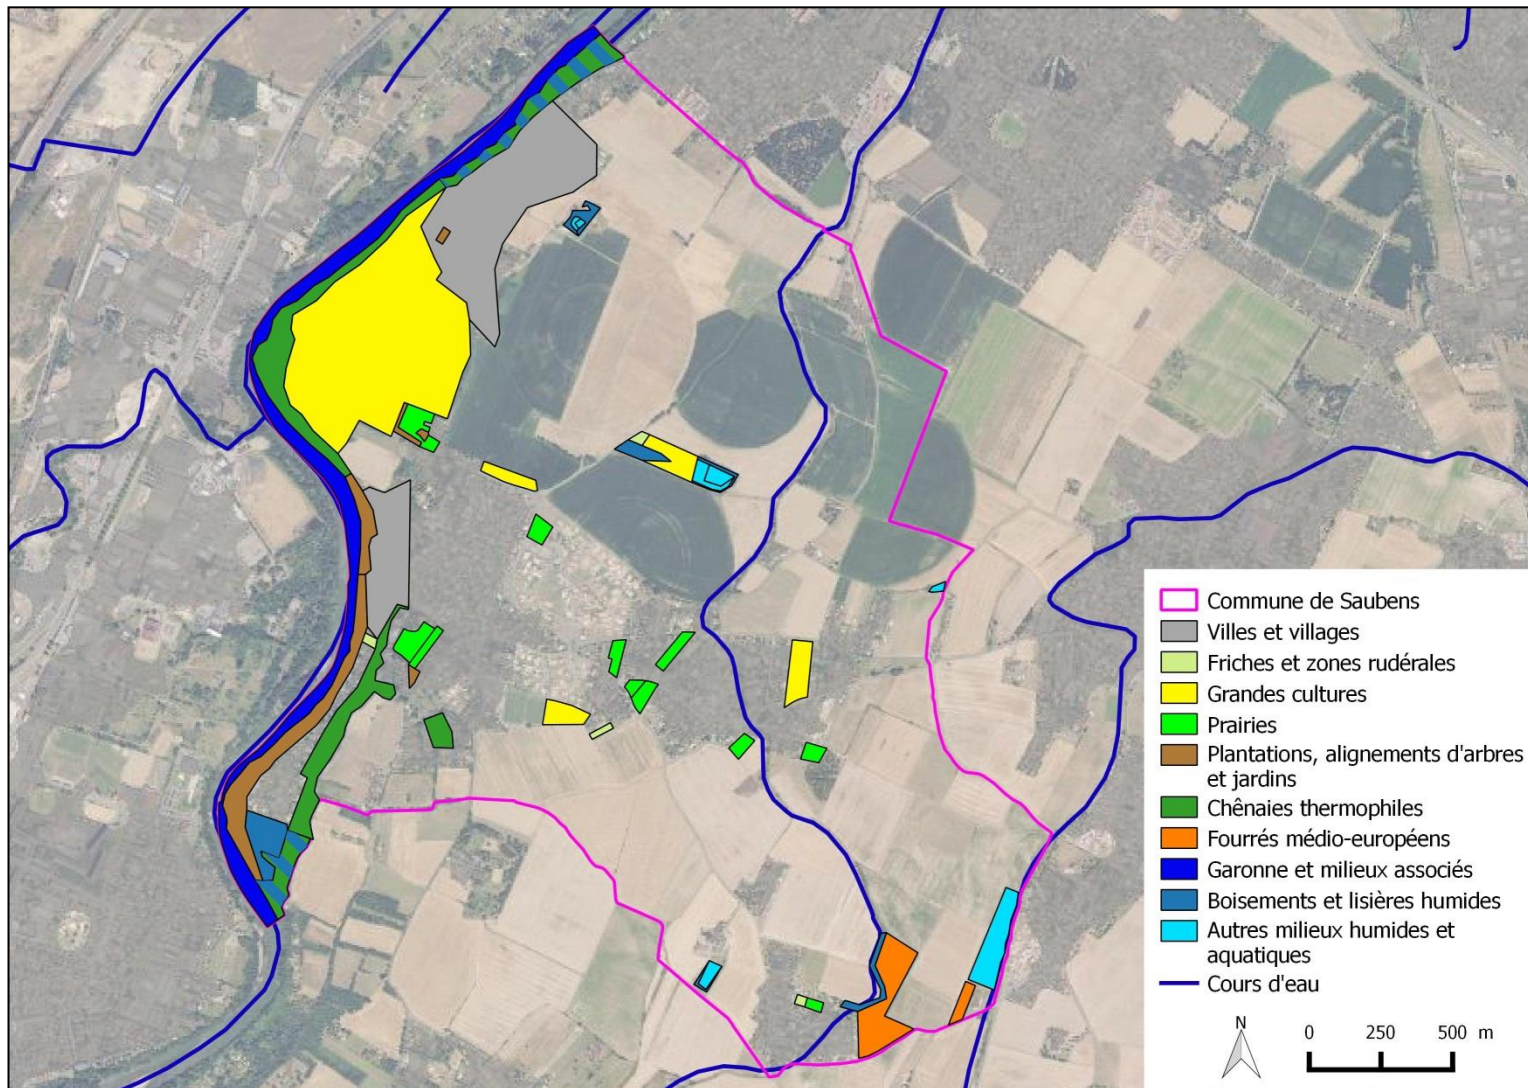 Commune de Saubens
Villes et villages
Friches et zones rudérales
Grandes cultures
Prairies
Plantations, alignements d'arbres
et jardins
Chênaies thermophiles
Fourrés médio-européens
Garonne et milieux associés
Boisements et lisières humides
Autres milieux humides et
aquatiques
Cours d'eau
N
0 250 500 m